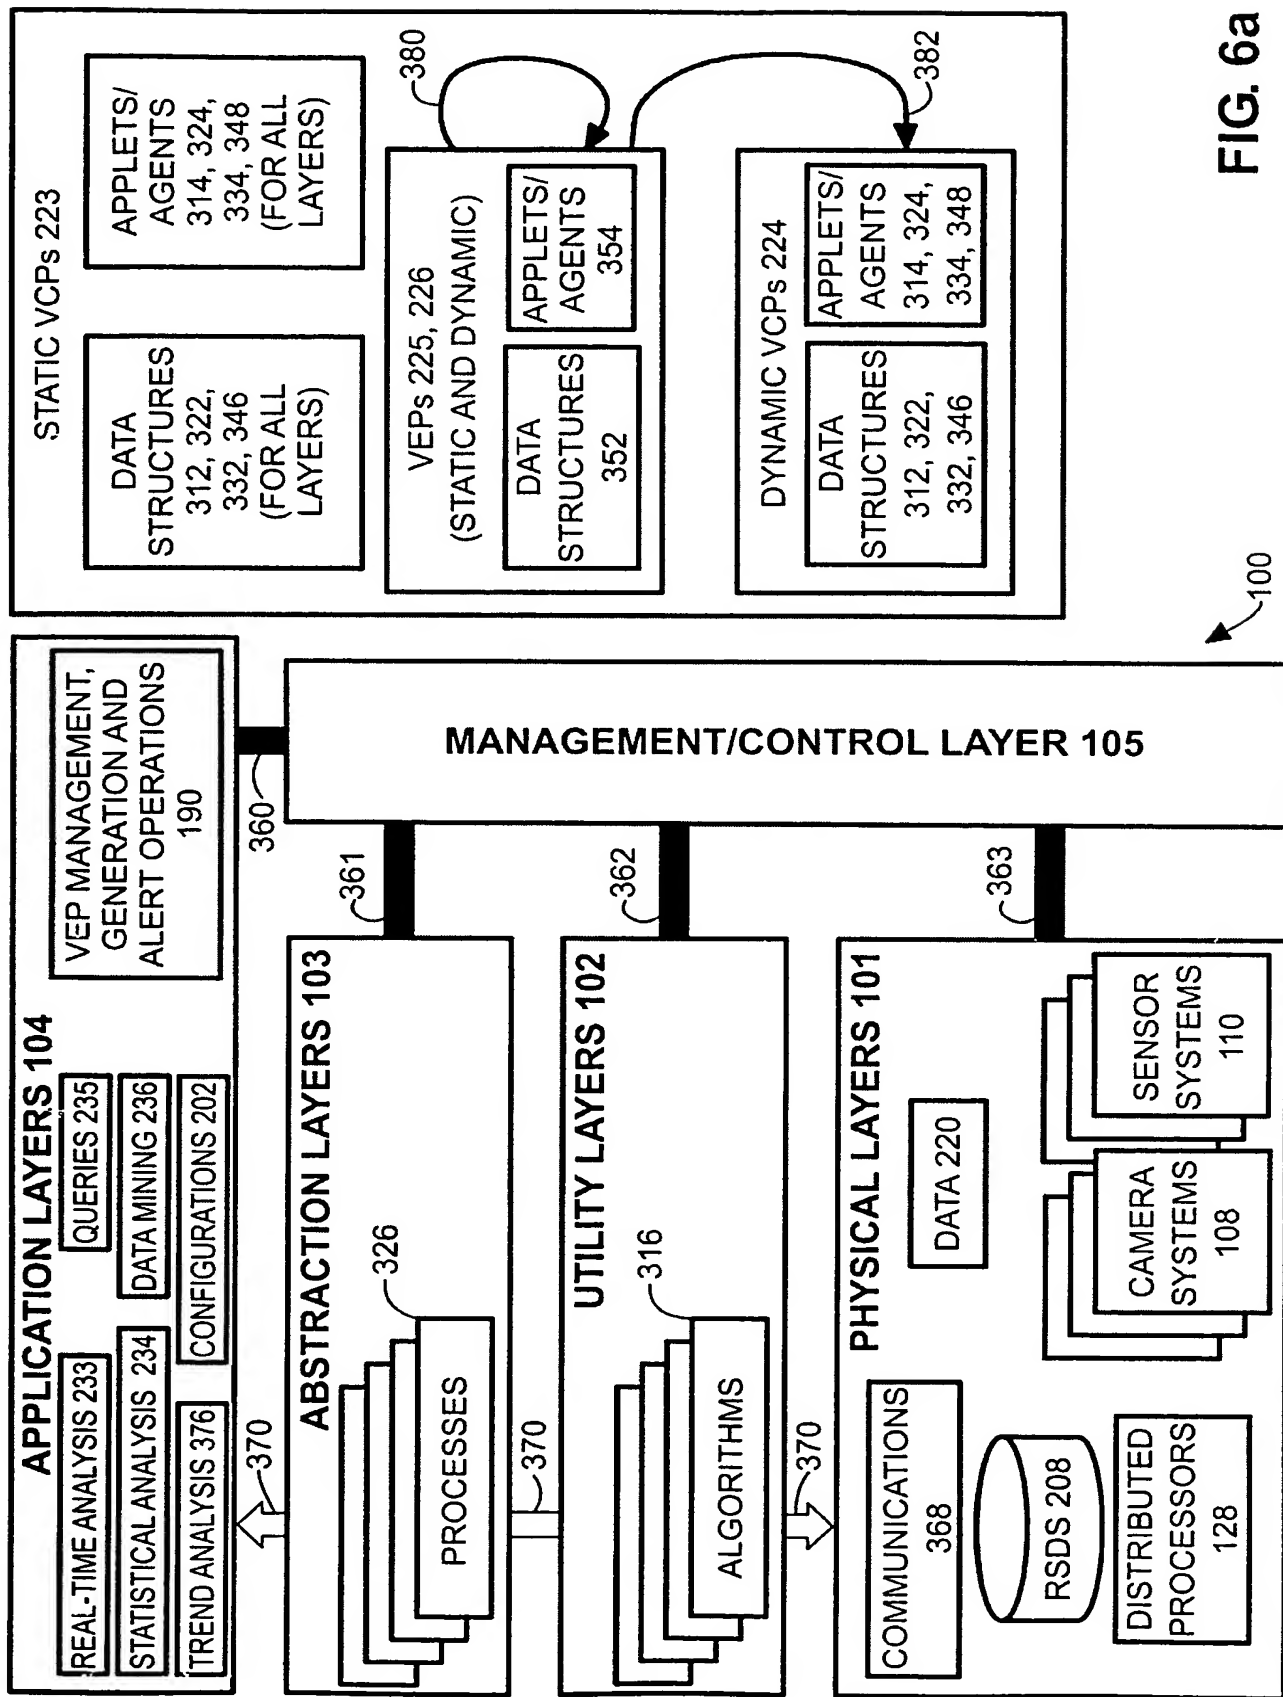 APPLICATION LAYERS 104
REAL-TIME ANALYSIS 233
QUERIES 235
STATISTICAL ANALYSIS 234
DATA MINING 236
TREND ANALYSIS 376
CONFIGURATIONS 202
VEP MANAGEMENT,
GENERATION AND
ALERT OPERATIONS
190
370
360
ABSTRACTION LAYERS 103
326
PROCESSES
361
370
UTILITY LAYERS 102
316
ALGORITHMS
362
370
PHYSICAL LAYERS 101
COMMUNICATIONS
368
RSDS 208
DISTRIBUTED
PROCESSORS
128
DATA 220
CAMERA
SYSTEMS
108
SENSOR
SYSTEMS
110
363
MANAGEMENT/CONTROL LAYER 105
STATIC VCPs 223
DATA
STRUCTURES
312, 322,
332, 346
(FOR ALL
LAYERS)
APPLETS/
AGENTS
314, 324,
334, 348
(FOR ALL
LAYERS)
VEPs 225, 226
(STATIC AND DYNAMIC)
DATA
STRUCTURES
352
APPLETS/
AGENTS
354
380
DYNAMIC VCPs 224
DATA
STRUCTURES
312, 322,
332, 346
APPLETS/
AGENTS
314, 324,
334, 348
382
100
FIG. 6a